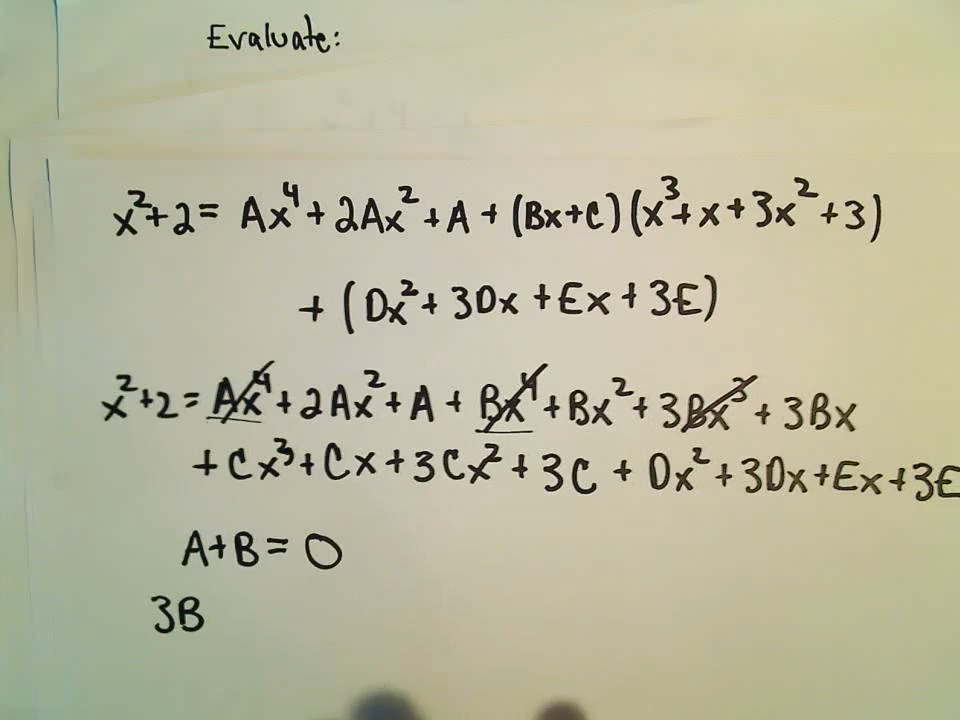 Evaluate:
x²+2= Ax⁴+2Ax²+A+(Bx+C)(x³+x+3x²+3)
+(Dx²+3Dx+Ex+3E)
x²+2=Ax⁴+2Ax²+A+Bx⁴+Bx²+3Bx³+3Bx
+Cx³+Cx+3Cx²+3C+Dx²+3Dx+Ex+3E
A+B=0
3B